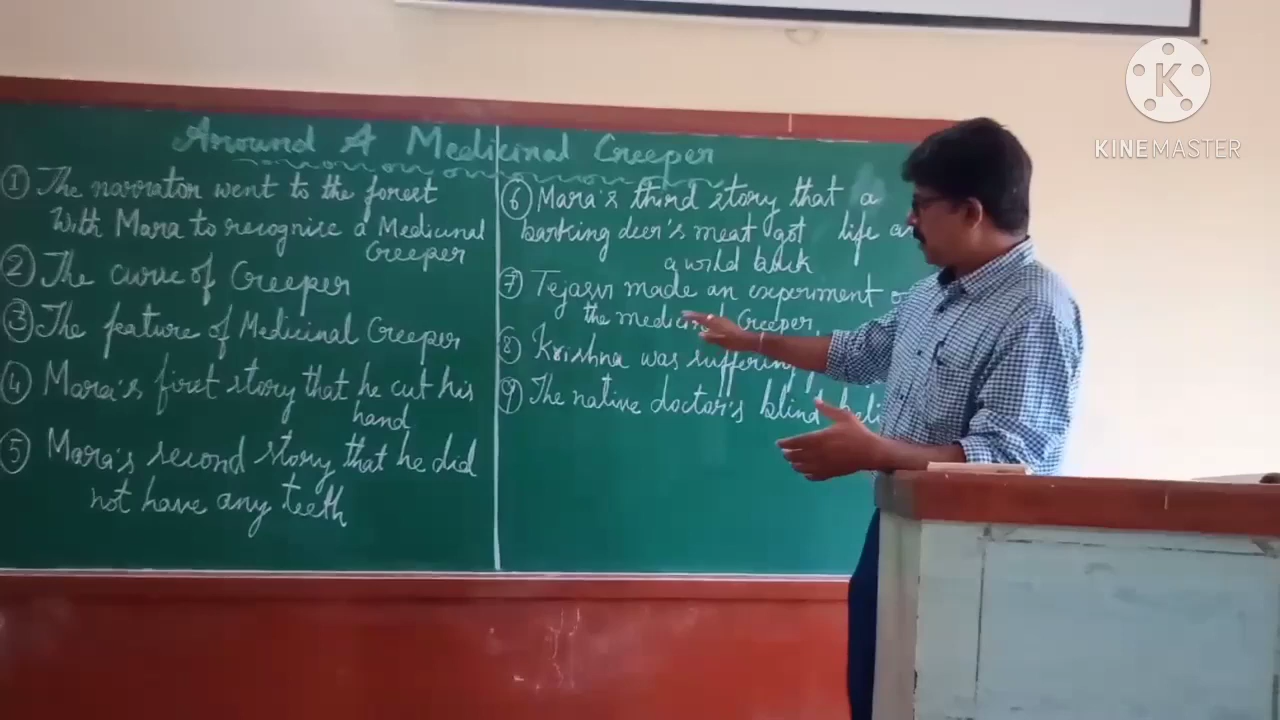 Around A Medicinal Creeper
① The narrator went to the forest
With Mara to recognise a Medicinal
Creeper
② The curve of Creeper
③ The feature of Medicinal Creeper
④ Mara's first story that he cut his
hand
⑤ Mara's second story that he did
not have any teeth
⑥ Mara's third story that a
barking deer's meat got life
a wild buck
⑦ Tejasvi made an experiment
the Creeper.
⑧ Krishna was suffering
⑨ The native doctor's blind
K
KINEMASTER